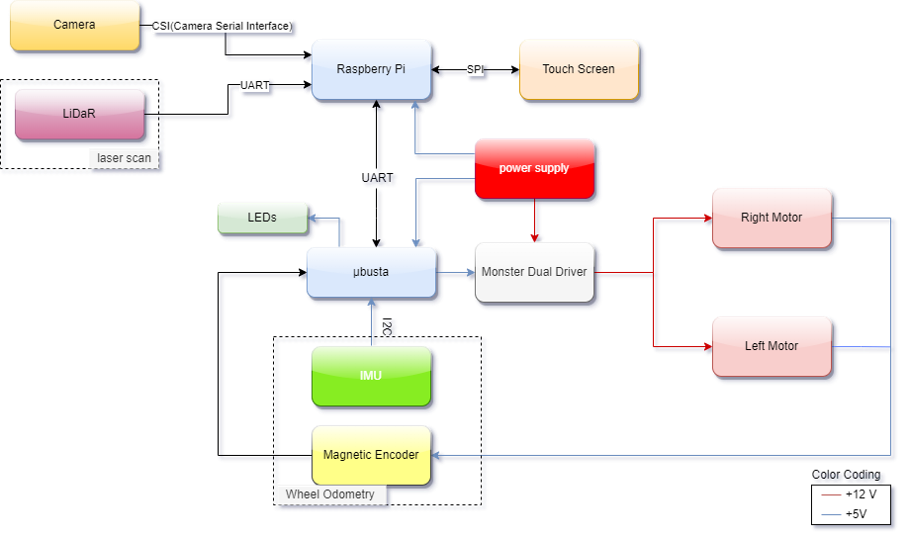 Camera
CSI(Camera Serial Interface)
Raspberry Pi
SPI
Touch Screen
UART
LiDaR
laser scan
power supply
UART
LEDs
Right Motor
µbusta
Monster Dual Driver
I2C
Left Motor
IMU
Magnetic Encoder
Wheel Odometry
Color Coding
+12 V
+5V